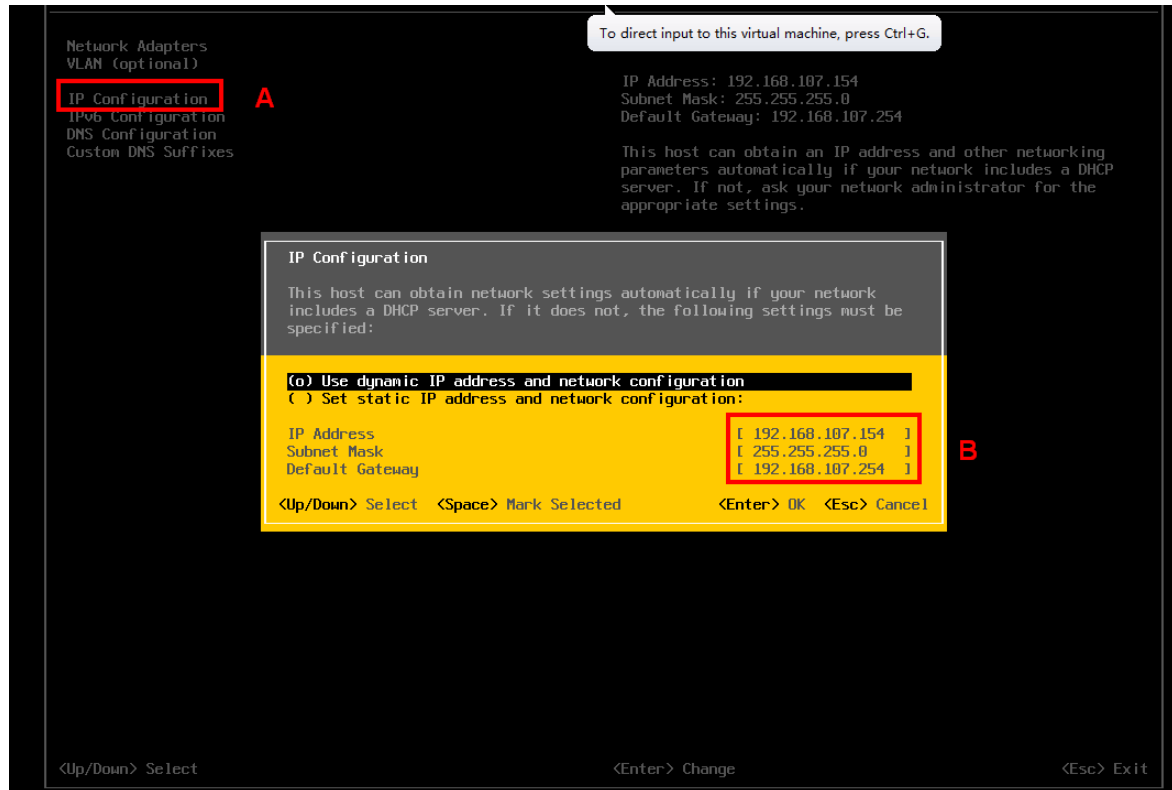 To direct input to this virtual machine, press Ctrl+G.
Network Adapters
VLAN (optional)
IP Configuration
A
IPv6 Configuration
DNS Configuration
Custom DNS Suffixes
IP Address: 192.168.107.154
Subnet Mask: 255.255.255.0
Default Gateway: 192.168.107.254
This host can obtain an IP address and other networking
parameters automatically if your network includes a DHCP
server. If not, ask your network administrator for the
appropriate settings.
IP Configuration
This host can obtain network settings automatically if your network
includes a DHCP server. If it does not, the following settings must be
specified:
(o) Use dynamic IP address and network configuration
( ) Set static IP address and network configuration:
IP Address [ 192.168.107.154 ]
Subnet Mask [ 255.255.255.0 ]
B
Default Gateway [ 192.168.107.254 ]
<Up/Down> Select <Space> Mark Selected <Enter> OK <Esc> Cancel
<Up/Down> Select <Enter> Change <Esc> Exit